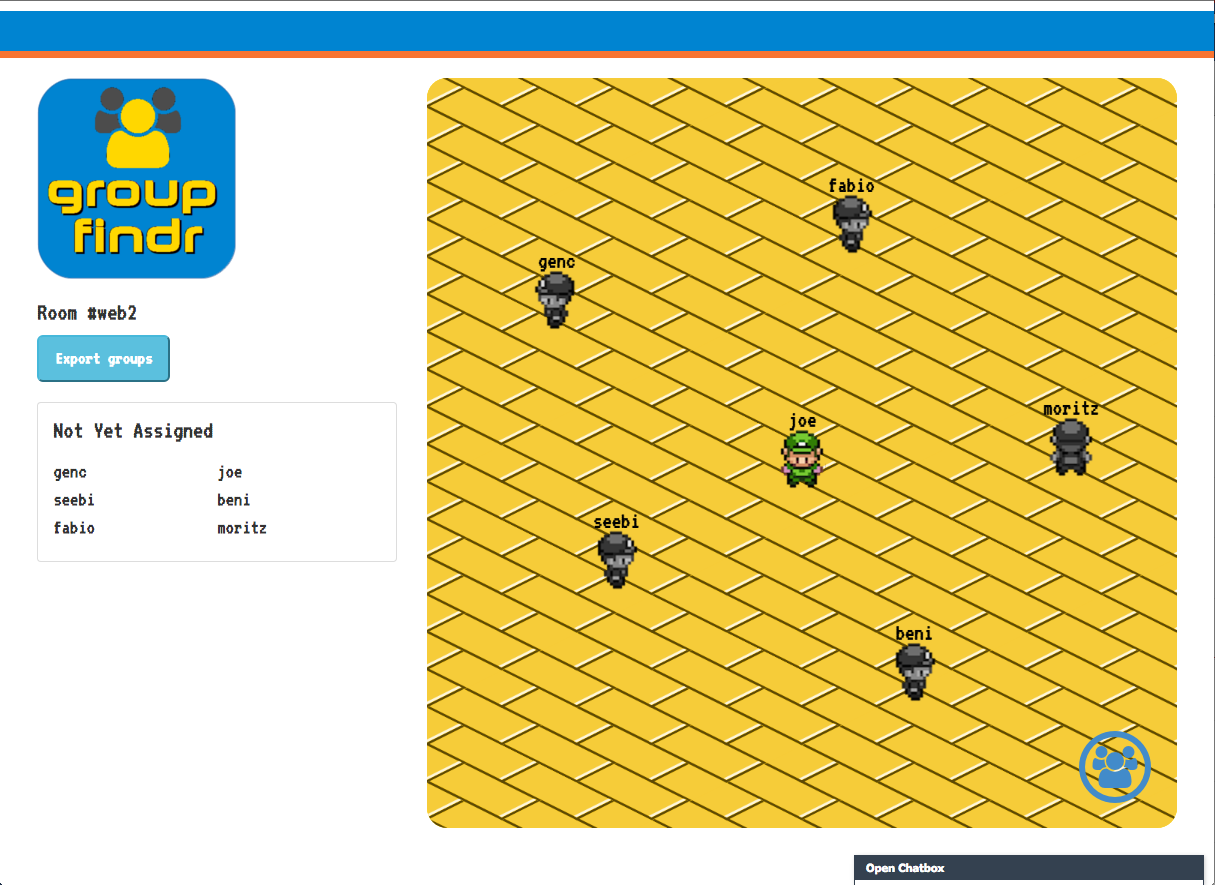 group
findr
Room #web2
Export groups
Not Yet Assigned
genc joe
seebi beni
fabio moritz
fabio
genc
moritz
joe
seebi
beni
Open Chatbox